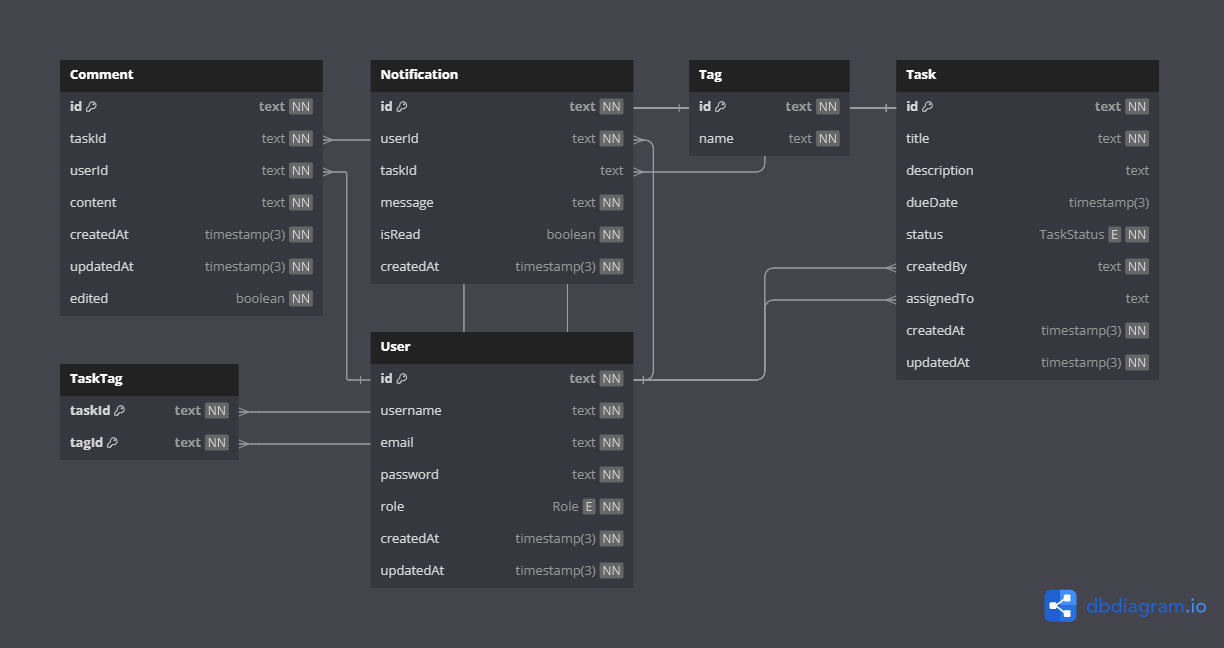 Comment
id text NN
taskId text NN
userId text NN
content text NN
createdAt timestamp(3) NN
updatedAt timestamp(3) NN
edited boolean NN
Notification
id text NN
userId text NN
taskId text
message text NN
isRead boolean NN
createdAt timestamp(3) NN
Tag
id text NN
name text NN
Task
id text NN
title text NN
description text
dueDate timestamp(3)
status TaskStatus E NN
createdBy text NN
assignedTo text
createdAt timestamp(3) NN
updatedAt timestamp(3) NN
TaskTag
taskId text NN
tagId text NN
User
id text NN
username text NN
email text NN
password text NN
role Role E NN
createdAt timestamp(3) NN
updatedAt timestamp(3) NN
dbdiagram.io